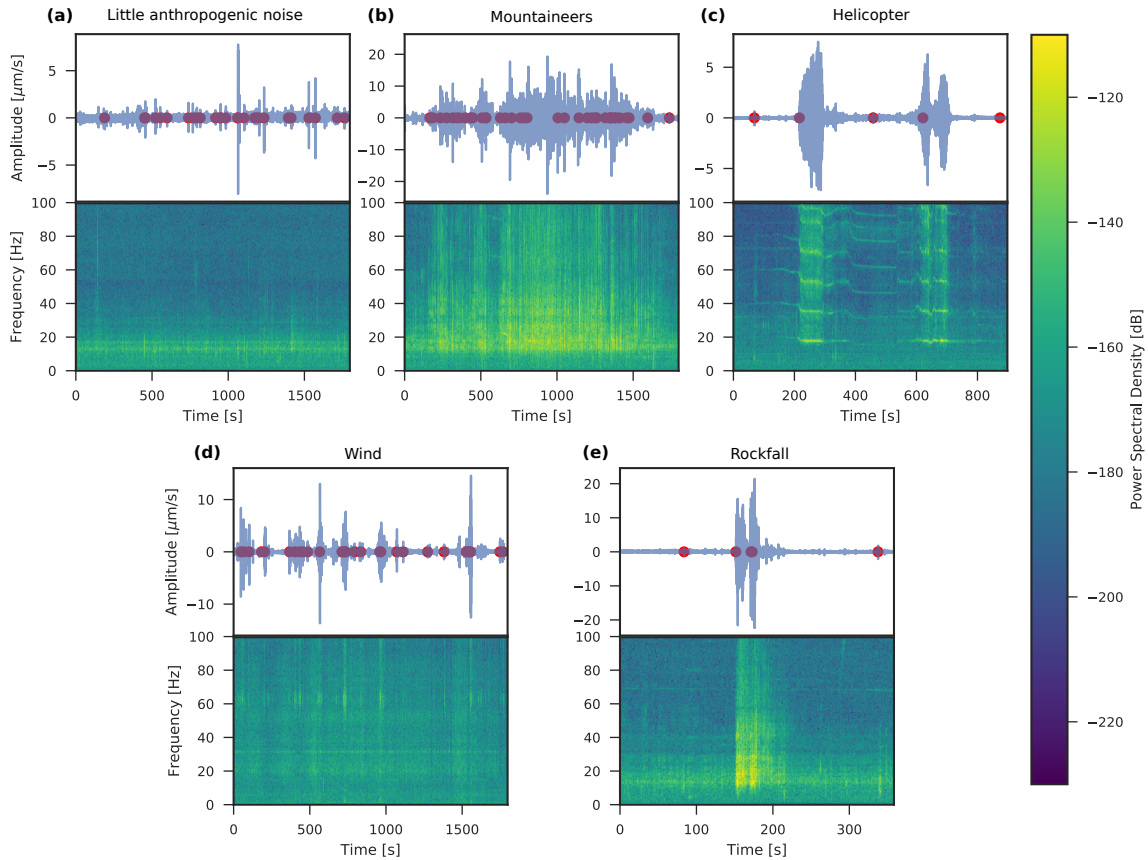 (a) Little anthropogenic noise
(b) Mountaineers
(c) Helicopter
Amplitude [μm/s]
5
0
−5
20
10
0
−10
−20
5
0
−5
Frequency [Hz]
100
80
60
40
20
0
100
80
60
40
20
0
100
80
60
40
20
0
0 500 1000 1500
Time [s]
0 500 1000 1500
Time [s]
0 200 400 600 800
Time [s]
(d) Wind
(e) Rockfall
Amplitude [μm/s]
10
0
−10
20
10
0
−10
−20
Frequency [Hz]
100
80
60
40
20
0
100
80
60
40
20
0
0 500 1000 1500
Time [s]
0 100 200 300
Time [s]
−120
−140
−160
−180
−200
−220
Power Spectral Density [dB]